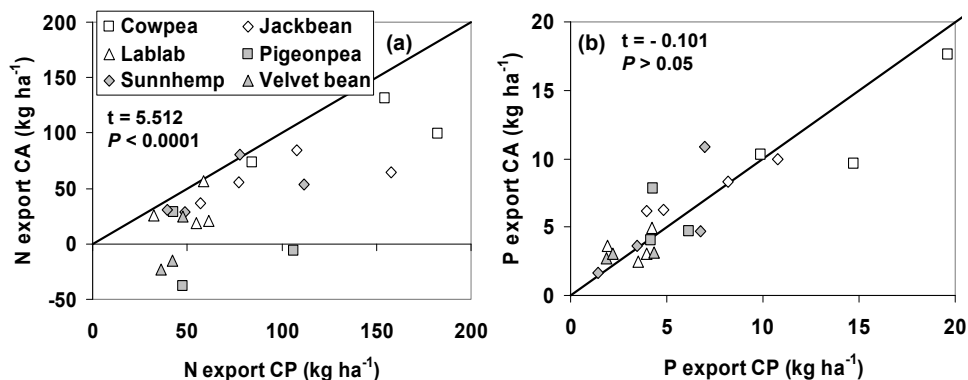 200
150
100
50
0
-50
N export CA (kg ha⁻¹)
Cowpea
Jackbean
Lablab
Pigeonpea
Sunnhemp
Velvet bean
(a)
t = 5.512
P < 0.0001
0 50 100 150 200
N export CP (kg ha⁻¹)
20
15
10
5
0
P export CA (kg ha⁻¹)
(b)
t = - 0.101
P > 0.05
0 5 10 15 20
P export CP (kg ha⁻¹)